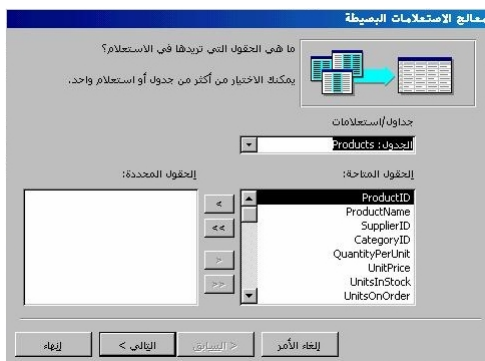 معالج الاستعلامات البسيطة
ما هي الحقول التي تريدها في الاستعلام؟
يمكنك الاختيار من أكثر من جدول أو استعلام واحد.
جداول/استعلامات
الجدول: Products
الحقول المتاحة:
الحقول المحددة:
ProductID
ProductName
SupplierID
CategoryID
QuantityPerUnit
UnitPrice
UnitsInStock
UnitsOnOrder
<
<<
>
>>
إلغاء الأمر
< السابق
التالي >
إنهاء